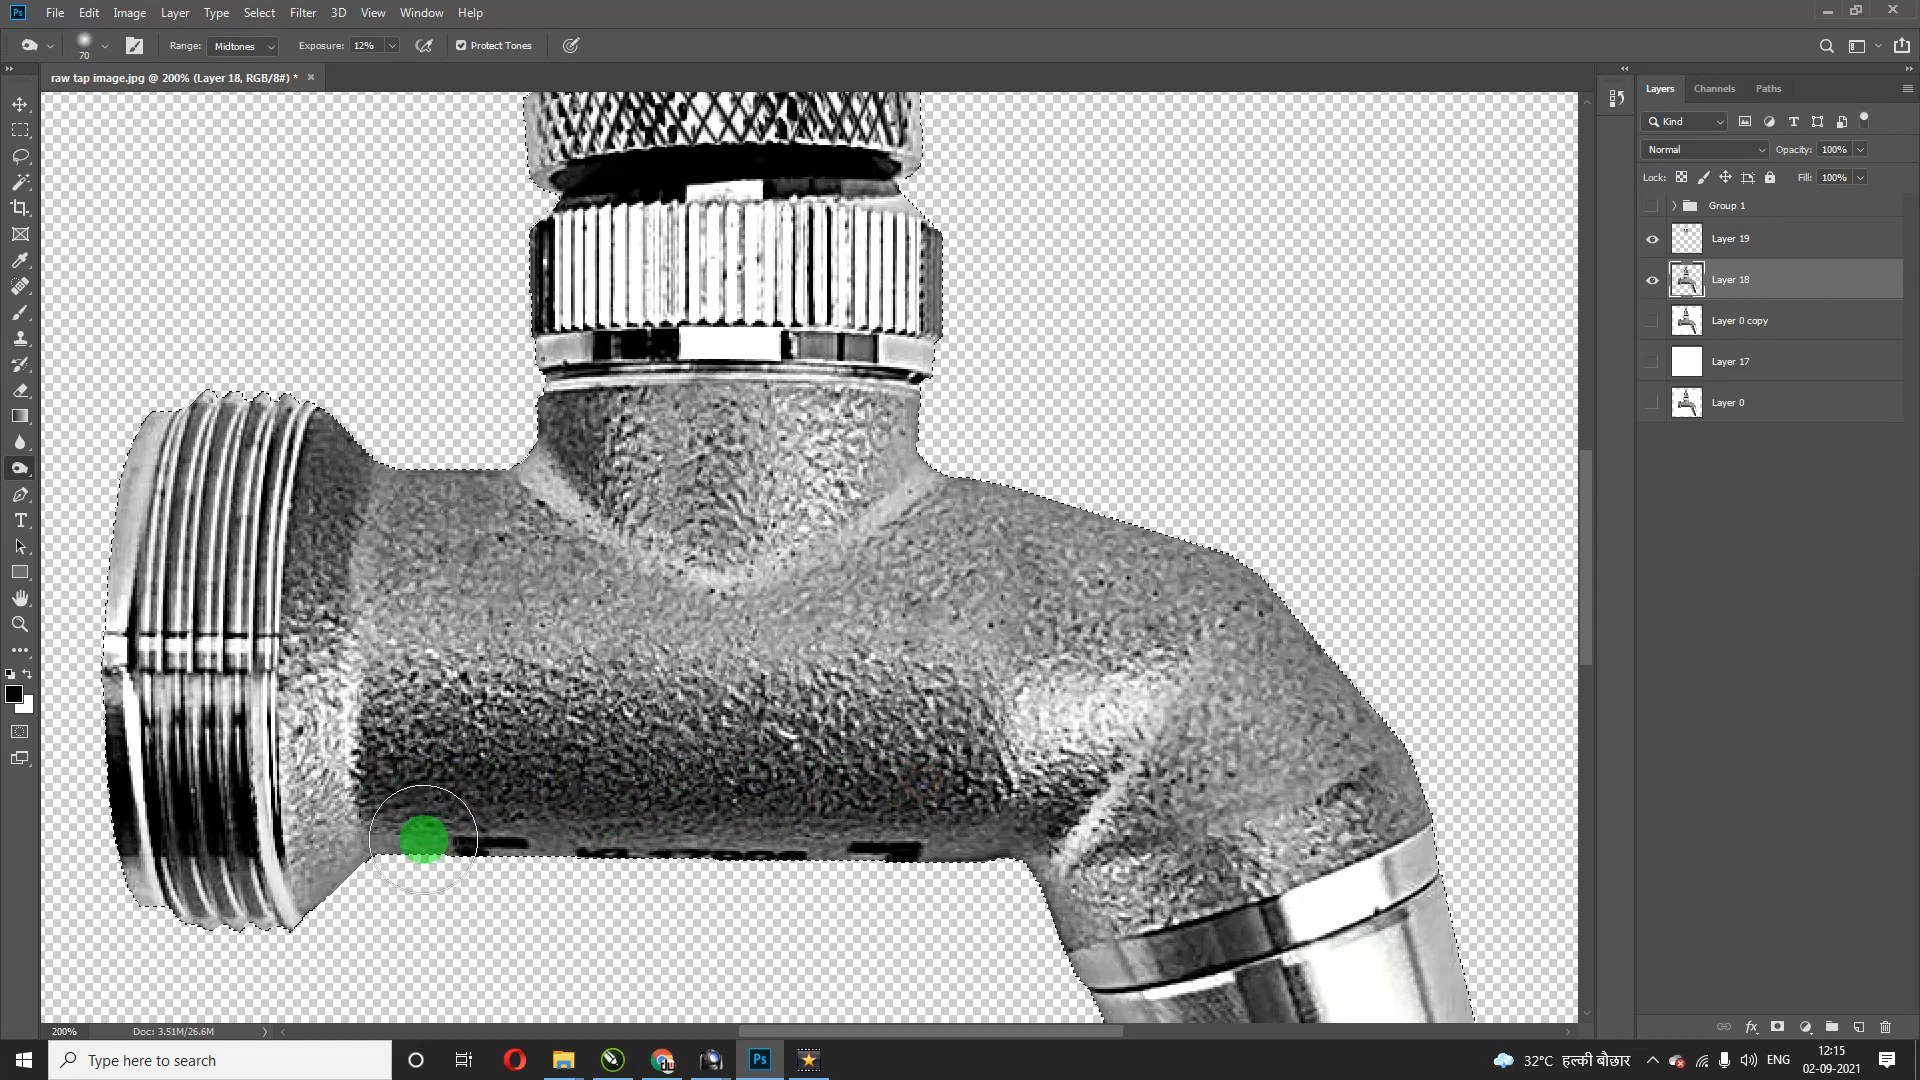 Ps File Edit Image Layer Type Select Filter 3D View Window Help
70 Range: Midtones Exposure: 12% Protect Tones
raw tap image.jpg @ 200% (Layer 18, RGB/8#) *
Layers Channels Paths
Kind
Normal Opacity: 100%
Lock: Fill: 100%
Group 1
Layer 19
Layer 18
Layer 0 copy
Layer 17
Layer 0
200% Doc: 3.51M/26.6M
Type here to search
Ps
32°C हल्की बौछार
ENG
12:15
02-09-2021